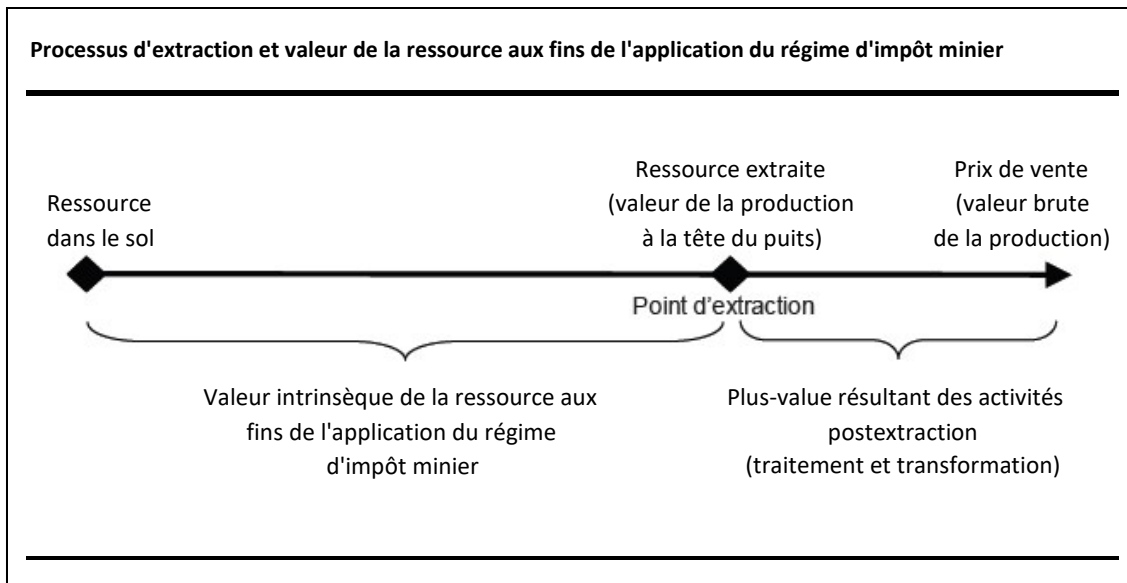 Processus d'extraction et valeur de la ressource aux fins de l'application du régime d'impôt minier
Ressource
dans le sol
Ressource extraite
(valeur de la production
à la tête du puits)
Prix de vente
(valeur brute
de la production)
Point d’extraction
Valeur intrinsèque de la ressource aux
fins de l'application du régime
d'impôt minier
Plus-value résultant des activités
postextraction
(traitement et transformation)